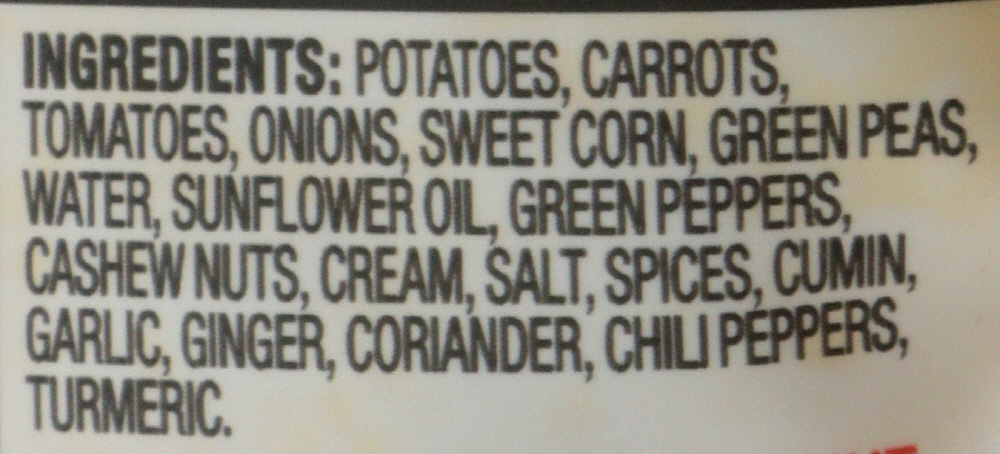 INGREDIENTS: POTATOES, CARROTS,
TOMATOES, ONIONS, SWEET CORN, GREEN PEAS,
WATER, SUNFLOWER OIL, GREEN PEPPERS,
CASHEW NUTS, CREAM, SALT, SPICES, CUMIN,
GARLIC, GINGER, CORIANDER, CHILI PEPPERS,
TURMERIC.